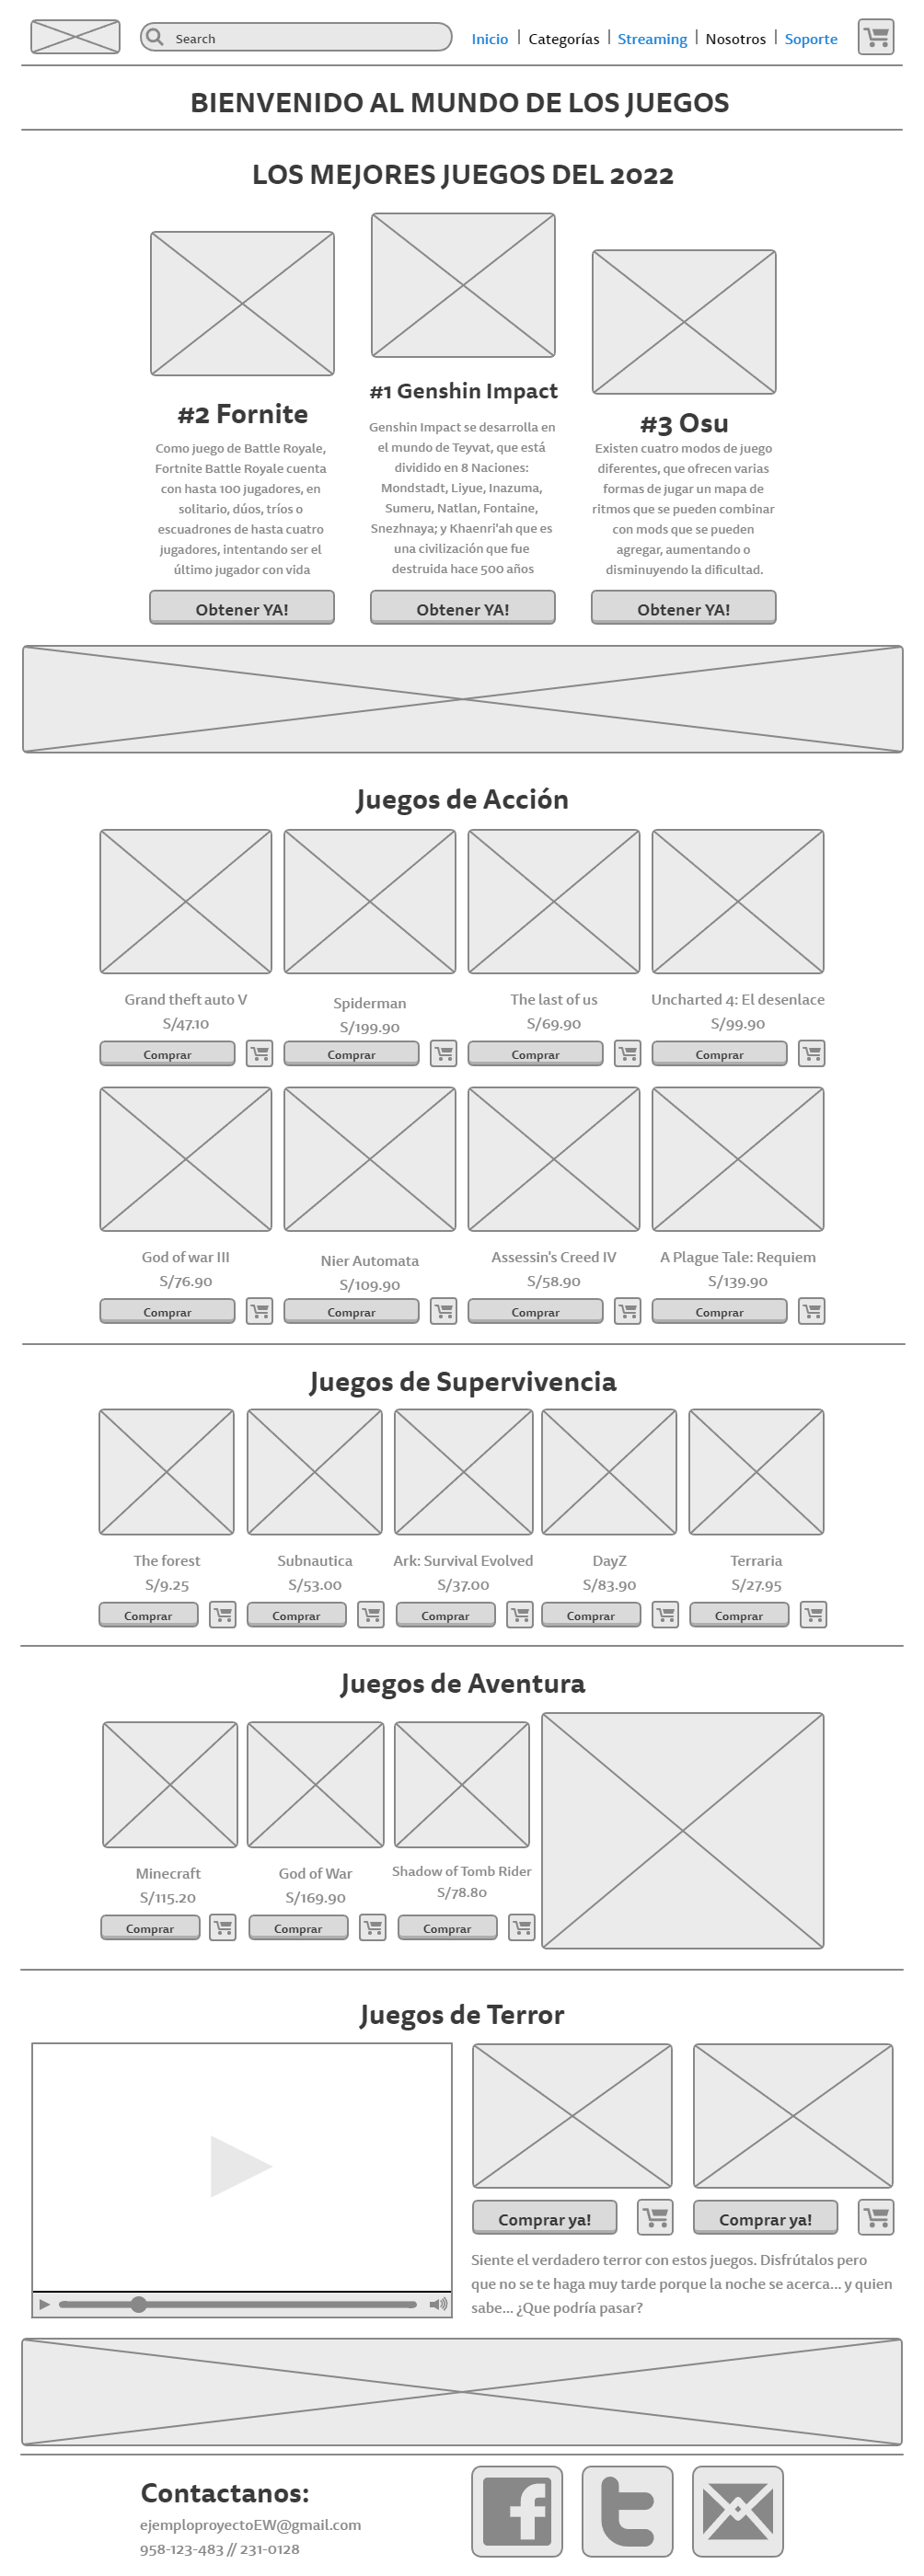 Search
Inicio | Categorías | Streaming | Nosotros | Soporte
BIENVENIDO AL MUNDO DE LOS JUEGOS
LOS MEJORES JUEGOS DEL 2022
#2 Fornite
Como juego de Battle Royale,
Fortnite Battle Royale cuenta
con hasta 100 jugadores, en
solitario, dúos, tríos o
escuadrones de hasta cuatro
jugadores, intentando ser el
último jugador con vida
Obtener YA!
#1 Genshin Impact
Genshin Impact se desarrolla en
el mundo de Teyvat, que está
dividido en 8 Naciones:
Mondstadt, Liyue, Inazuma,
Sumeru, Natlan, Fontaine,
Snezhnaya; y Khaenri'ah que es
una civilización que fue
destruida hace 500 años
Obtener YA!
#3 Osu
Existen cuatro modos de juego
diferentes, que ofrecen varias
formas de jugar un mapa de
ritmos que se pueden combinar
con mods que se pueden
agregar, aumentando o
disminuyendo la dificultad.
Obtener YA!
Juegos de Acción
Grand theft auto V
S/47.10
Comprar
Spiderman
S/199.90
Comprar
The last of us
S/69.90
Comprar
Uncharted 4: El desenlace
S/99.90
Comprar
God of war III
S/76.90
Comprar
Nier Automata
S/109.90
Comprar
Assessin's Creed IV
S/58.90
Comprar
A Plague Tale: Requiem
S/139.90
Comprar
Juegos de Supervivencia
The forest
S/9.25
Comprar
Subnautica
S/53.00
Comprar
Ark: Survival Evolved
S/37.00
Comprar
DayZ
S/83.90
Comprar
Terraria
S/27.95
Comprar
Juegos de Aventura
Minecraft
S/115.20
Comprar
God of War
S/169.90
Comprar
Shadow of Tomb Rider
S/78.80
Comprar
Juegos de Terror
Comprar ya!
Comprar ya!
Siente el verdadero terror con estos juegos. Disfrútalos pero
que no se te haga muy tarde porque la noche se acerca... y quien
sabe... ¿Que podría pasar?
Contactanos:
ejemploproyectoEW@gmail.com
958-123-483 // 231-0128